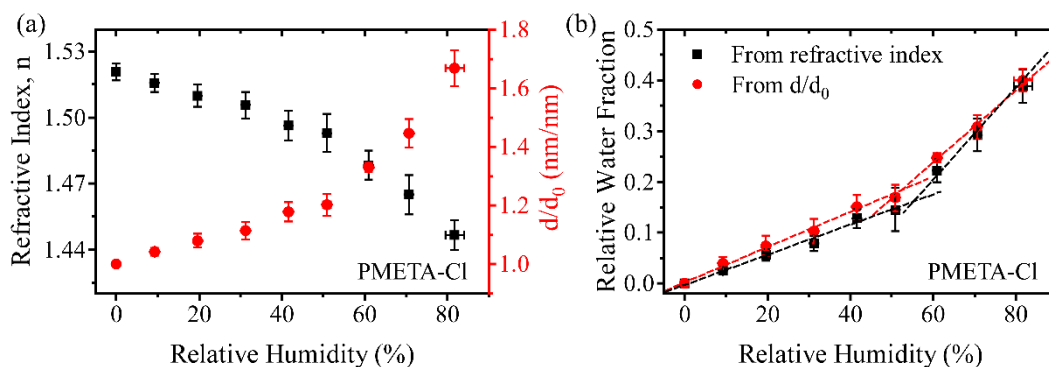 (a)
Refractive Index, n
1.53
1.50
1.47
1.44
1.8
1.6
1.4
1.2
1.0
d/d₀ (nm/nm)
PMETA-Cl
0 20 40 60 80
Relative Humidity (%)
(b)
Relative Water Fraction
0.5
0.4
0.3
0.2
0.1
0.0
From refractive index
From d/d₀
PMETA-Cl
0 20 40 60 80
Relative Humidity (%)